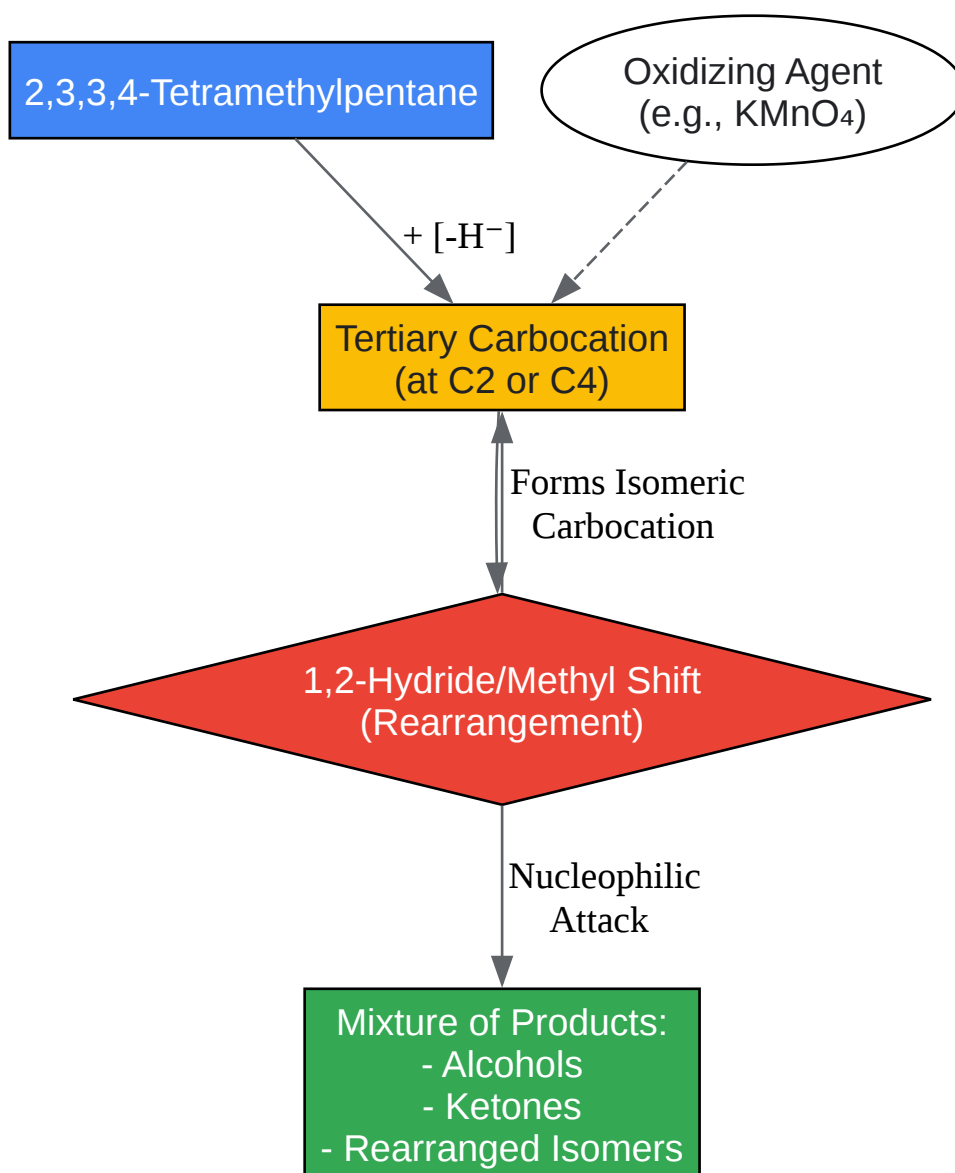 2,3,3,4-Tetramethylpentane
Oxidizing Agent
(e.g., KMnO₄)
+ [-H⁻]
Tertiary Carbocation
(at C2 or C4)
Forms Isomeric
Carbocation
1,2-Hydride/Methyl Shift
(Rearrangement)
Nucleophilic
Attack
Mixture of Products:
- Alcohols
- Ketones
- Rearranged Isomers